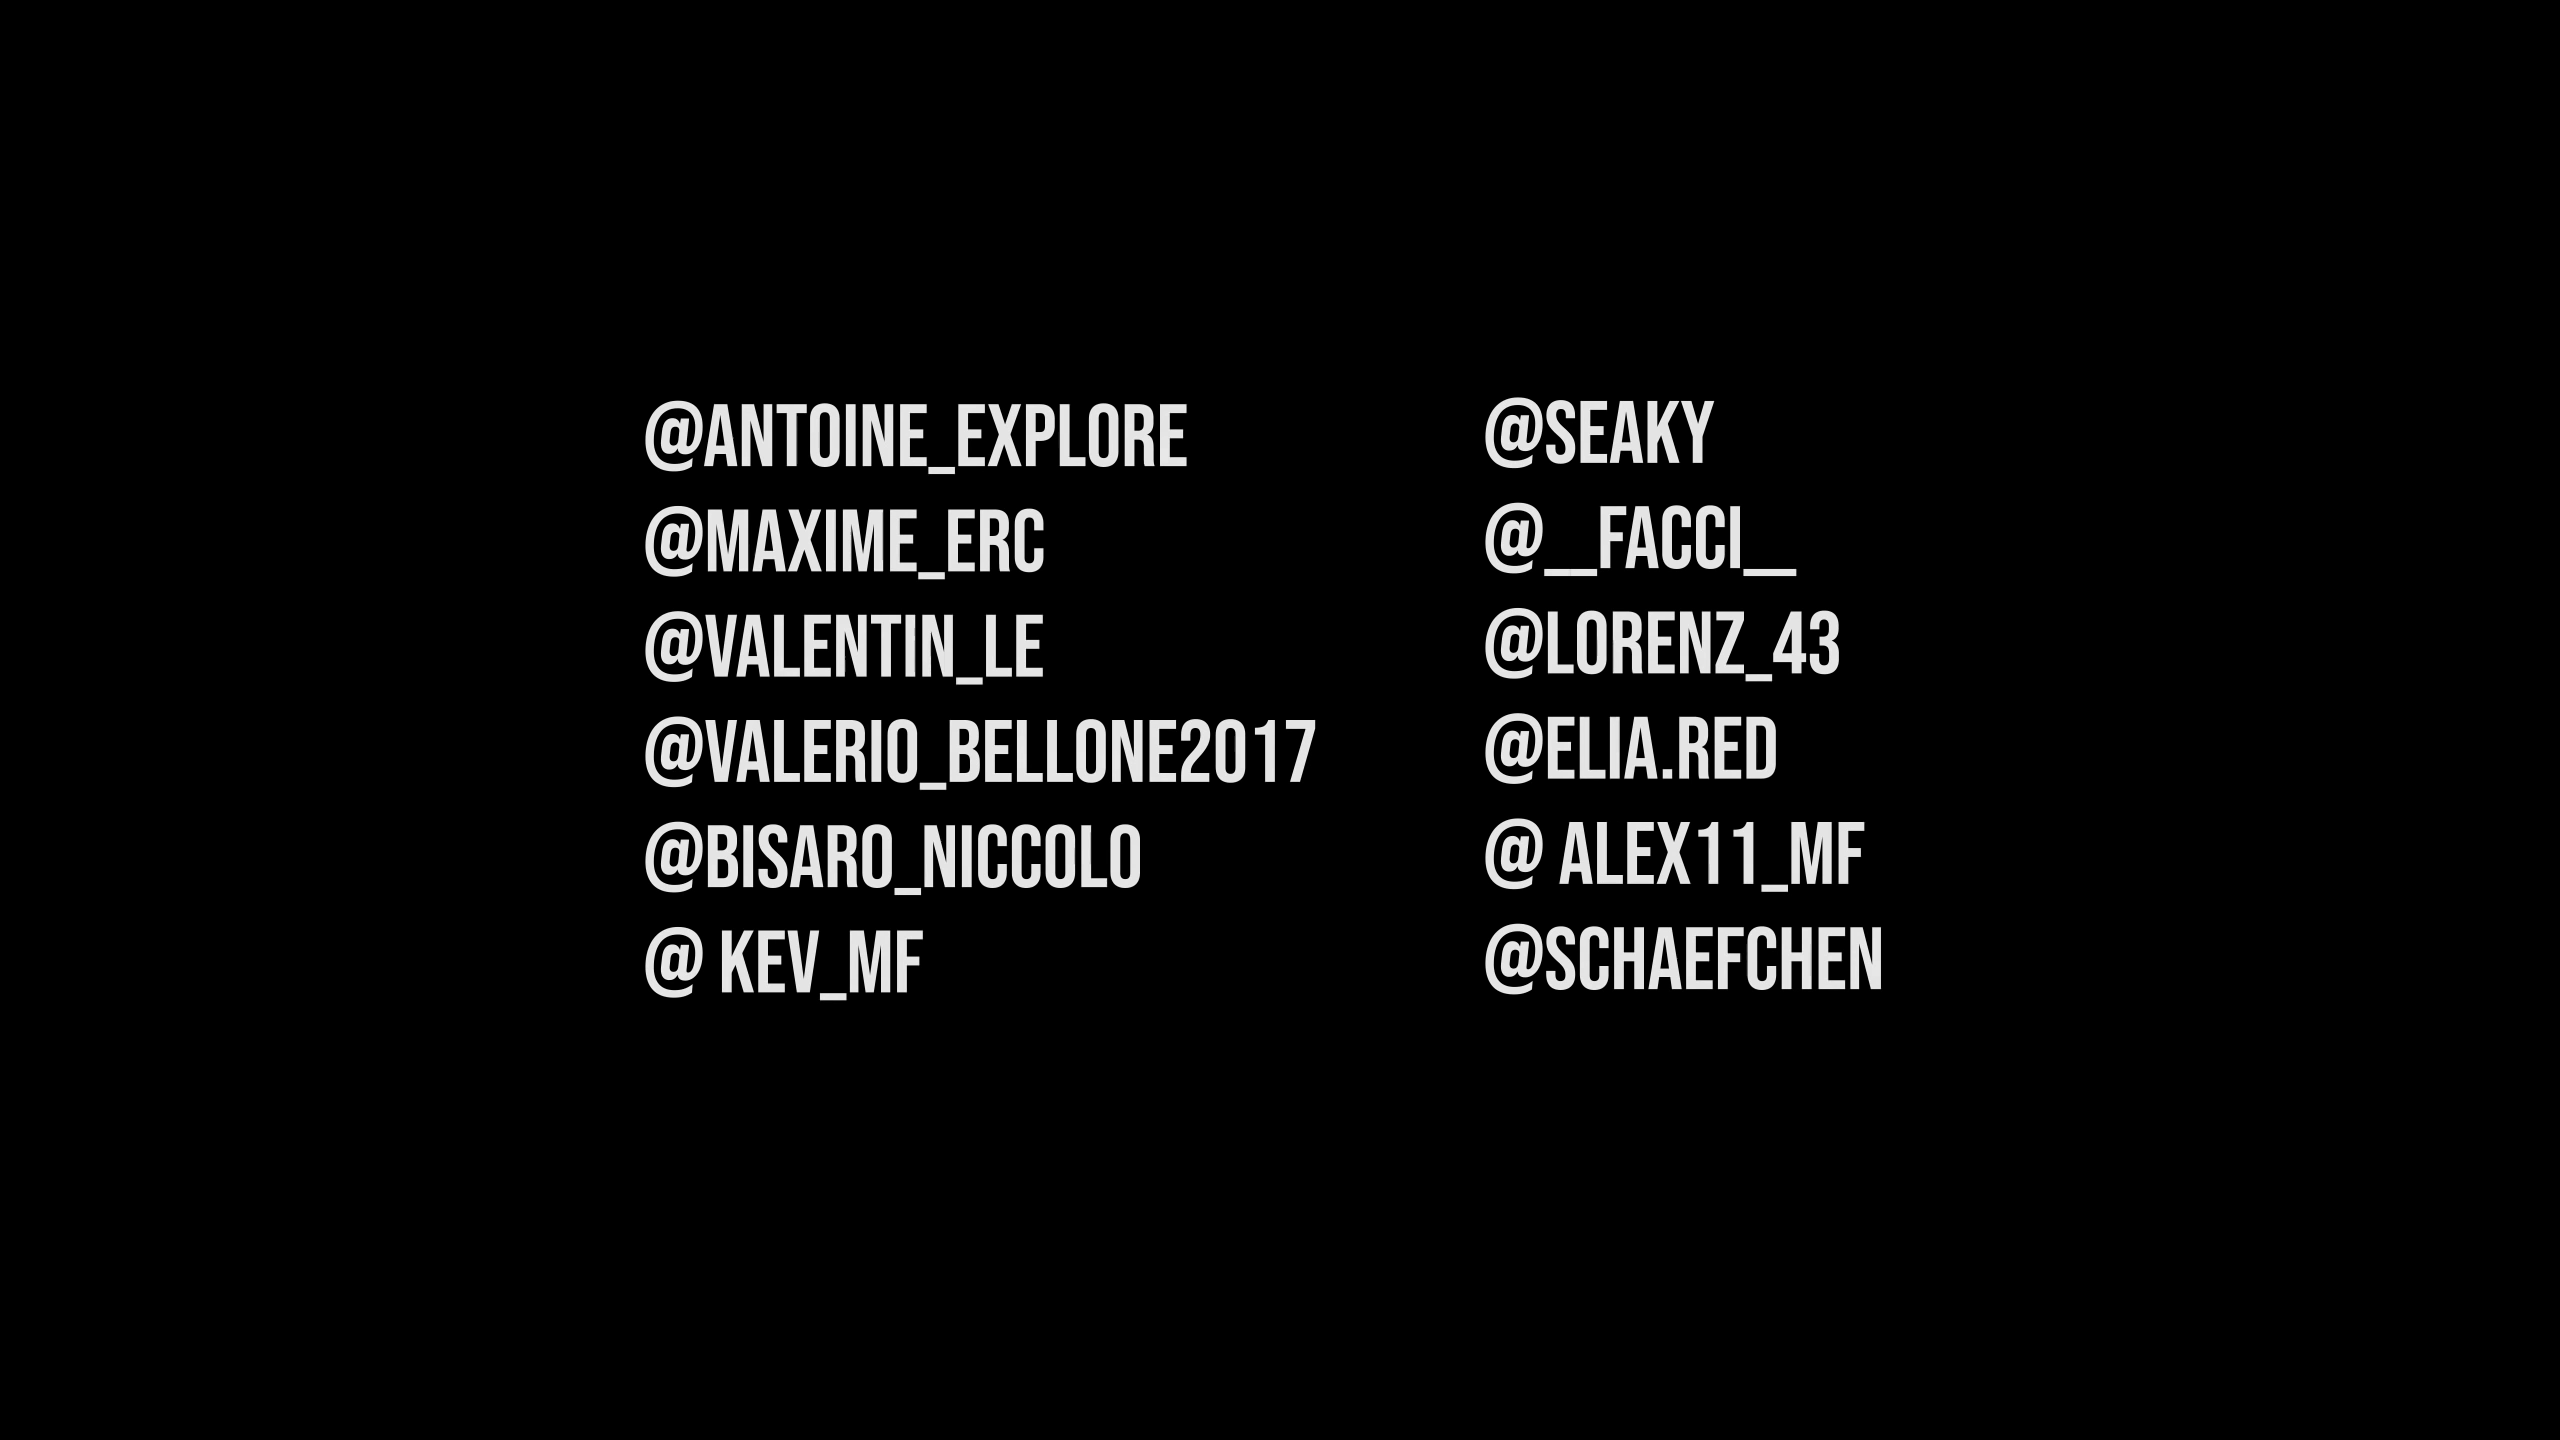 @ANTOINE_EXPLORE
@MAXIME_ERC
@VALENTIN_LE
@VALERIO_BELLONE2017
@BISARO_NICCOLO
@ KEV_MF
@SEAKY
@__FACCI__
@LORENZ_43
@ELIA.RED
@ ALEX11_MF
@SCHAEFCHEN